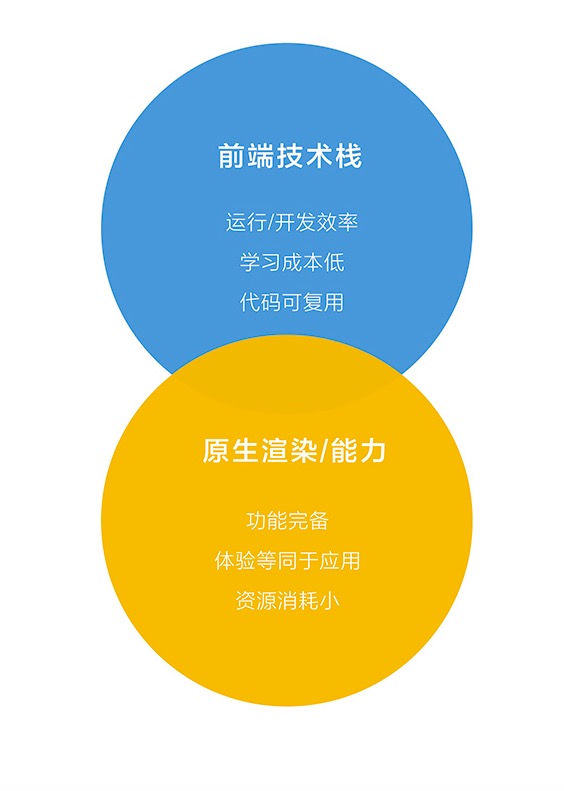 前端技术栈
运行/开发效率
学习成本低
代码可复用
原生渲染/能力
功能完备
体验等同于应用
资源消耗小